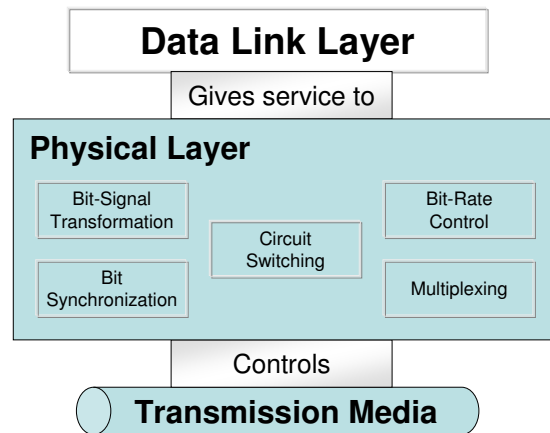 Data Link Layer
Gives service to
Physical Layer
Bit-Signal
Transformation
Bit-Rate
Control
Circuit
Switching
Bit
Synchronization
Multiplexing
Controls
Transmission Media